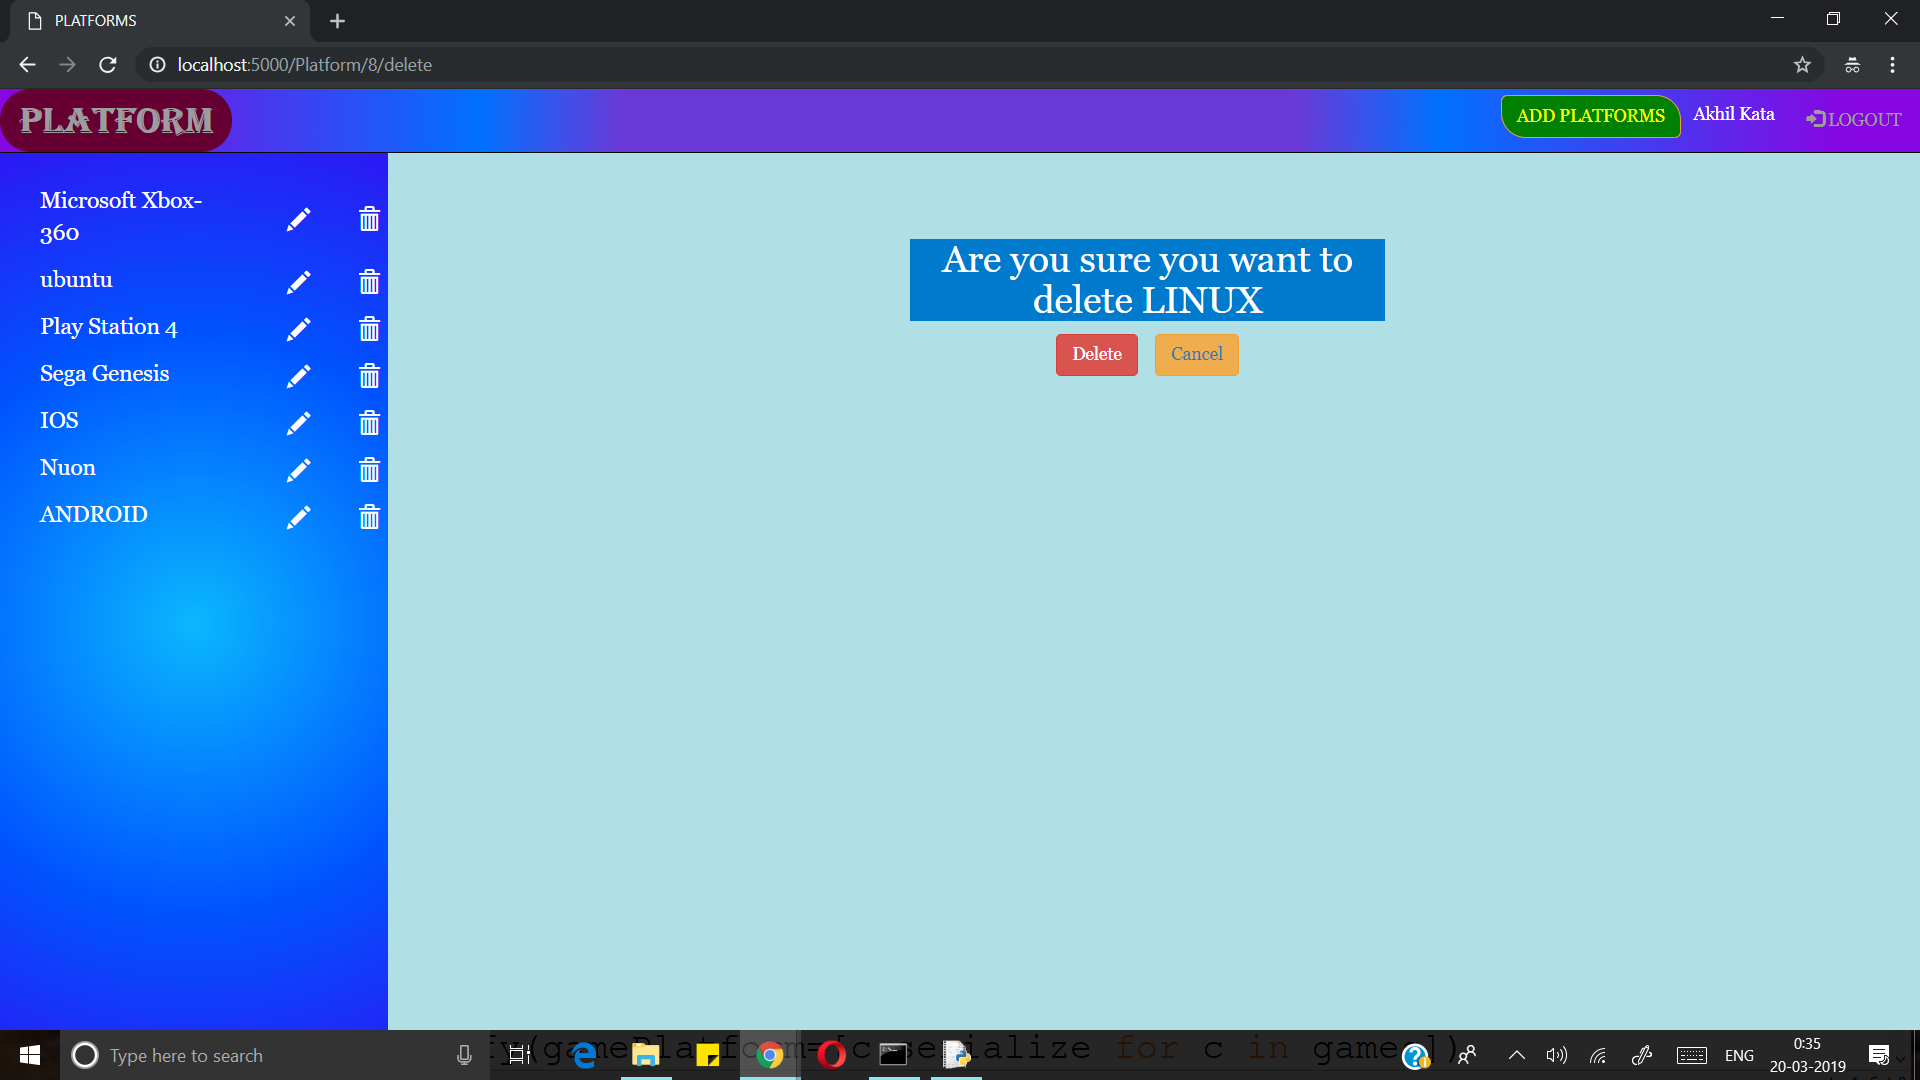 PLATFORMS
localhost:5000/Platform/8/delete
PLATFORM
ADD PLATFORMS
Akhil Kata
LOGOUT
Microsoft Xbox-
360
ubuntu
Play Station 4
Sega Genesis
IOS
Nuon
ANDROID
Are you sure you want to
delete LINUX
Delete
Cancel
Type here to search
for c in
ENG
0:35
20-03-2019